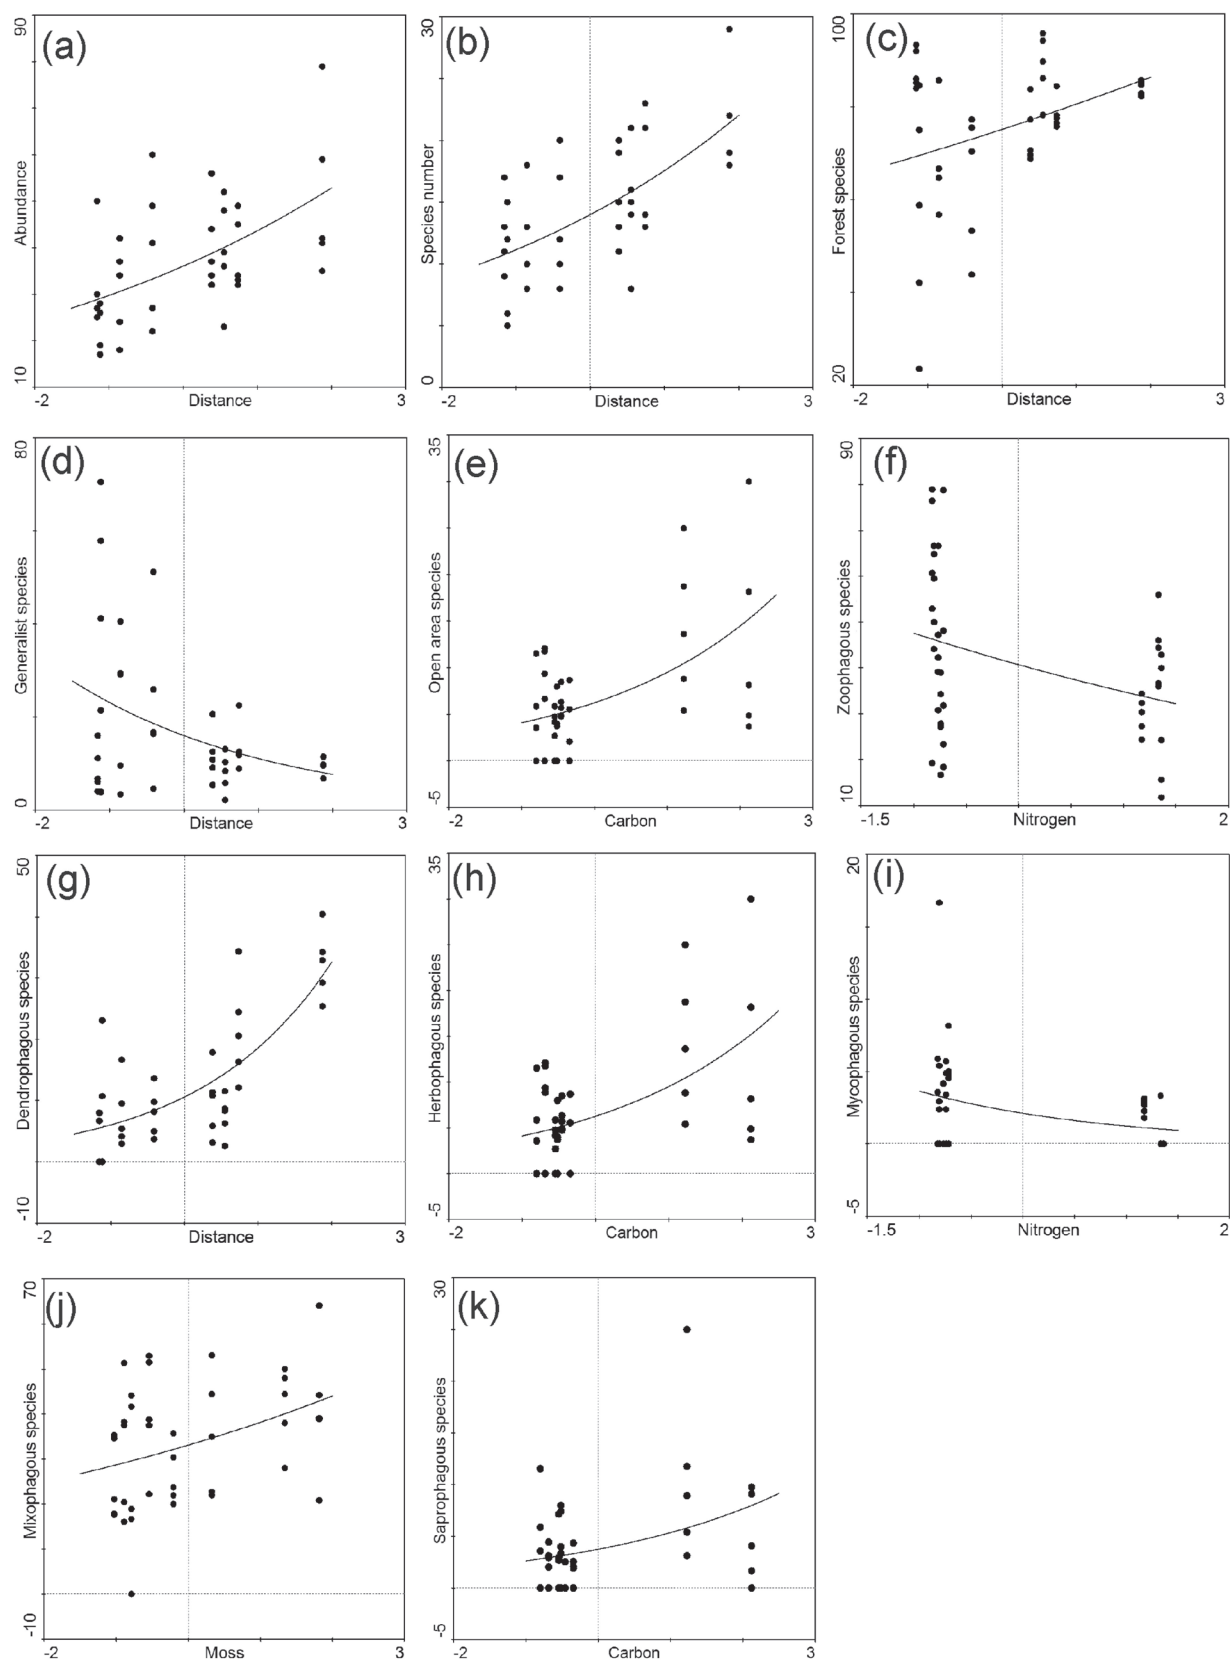 (a)
90
Abundance
10
-2
Distance
3
(b)
30
Species number
0
-2
Distance
3
(c)
100
Forest species
20
-2
Distance
3
(d)
80
Generalist species
0
-2
Distance
3
(e)
35
Open area species
-5
-2
Carbon
3
(f)
90
Zoophagous species
10
-1.5
Nitrogen
2
(g)
50
Dendrophagous species
-10
-2
Distance
3
(h)
35
Herbophagous species
-5
-2
Carbon
3
(i)
20
Mycophagous species
-5
-1.5
Nitrogen
2
(j)
70
Mixophagous species
-10
-2
Moss
3
(k)
30
Saprophagous species
-5
-2
Carbon
3